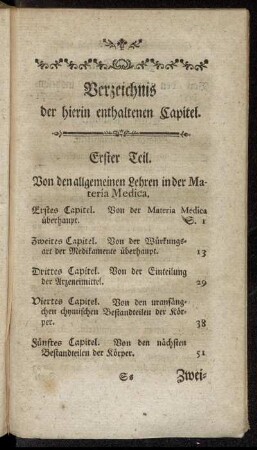 Verzeichnis
der hierin enthaltenen Capitel.
Erster Teil.
Von den allgemeinen Lehren in der Ma-
teria Medica.
Erstes Capitel. Von der Materia Medica
überhaupt. S. 1
Zweites Capitel. Von der Würkungs-
art der Medikamente überhaupt. 13
Drittes Capitel. Von der Einteilung
der Arzeneimittel. 29
Viertes Capitel. Von den uranfäng-
chen chymischen Bestandteilen der Kör-
per. 38
Fünftes Capitel. Von den nächsten
Bestandteilen der Körper. 51
Ss Zwei-